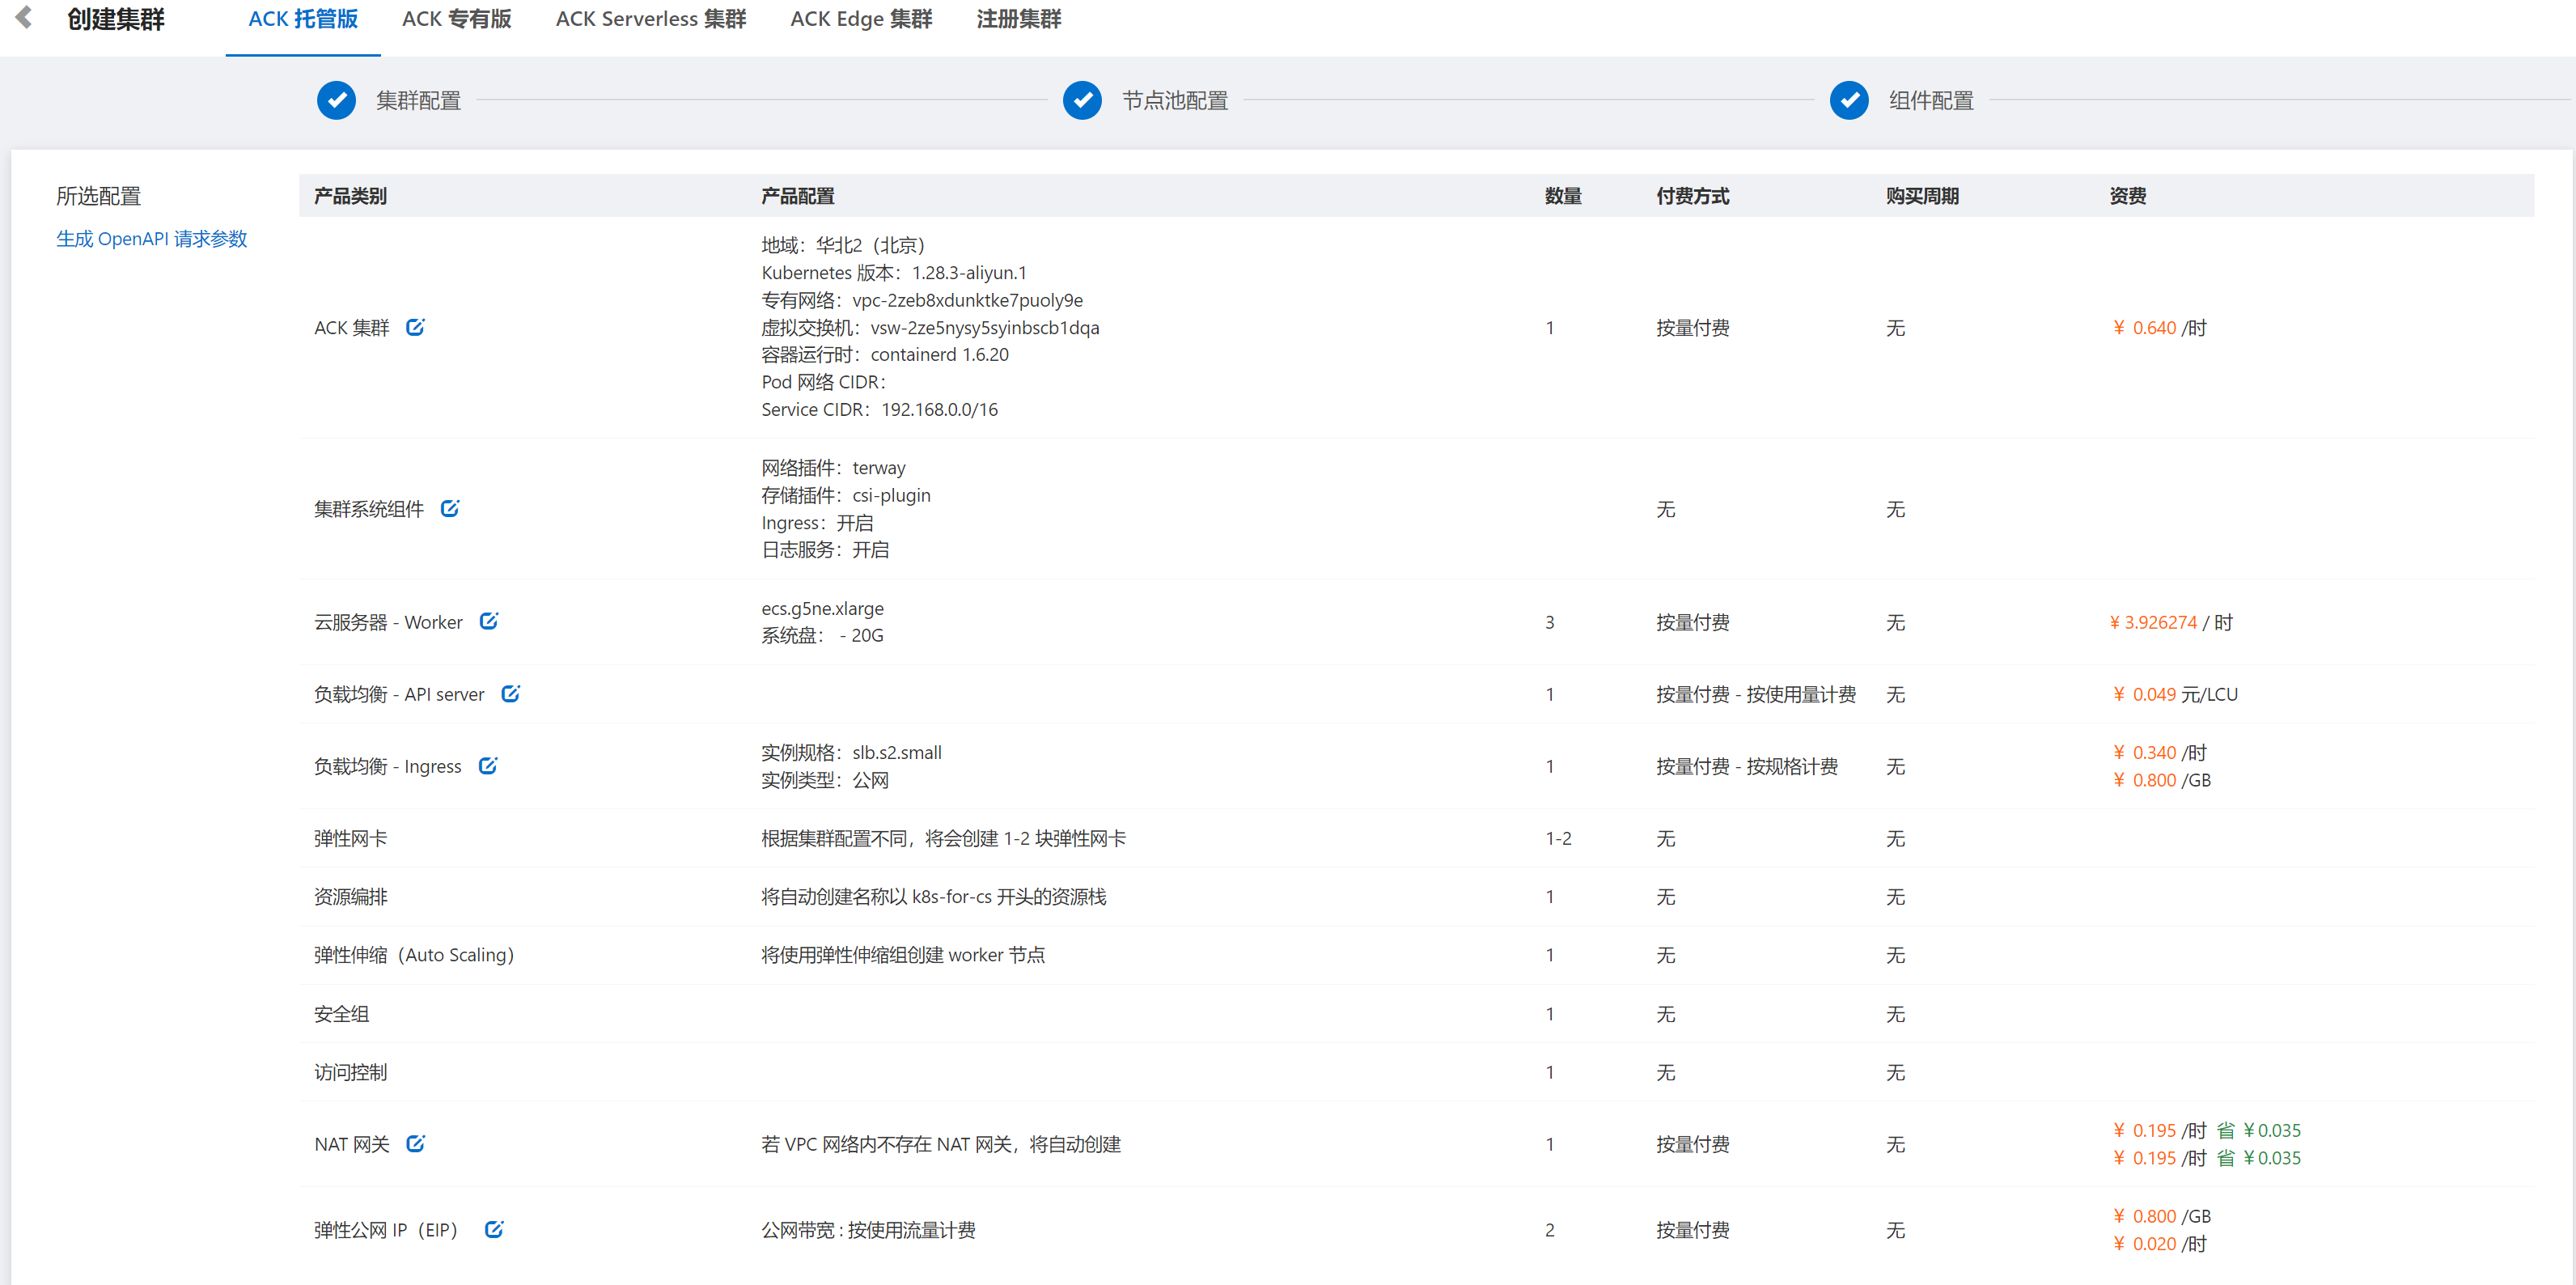 创建集群
ACK 托管版
ACK 专有版
ACK Serverless 集群
ACK Edge 集群
注册集群
集群配置
节点池配置
组件配置
所选配置
生成 OpenAPI 请求参数
产品类别 产品配置 数量 付费方式 购买周期 资费
ACK 集群
地域：华北2（北京）
Kubernetes 版本：1.28.3-aliyun.1
专有网络：vpc-2zeb8xdunktke7puoly9e
虚拟交换机：vsw-2ze5nysy5syinbscb1dqa
容器运行时：containerd 1.6.20
Pod 网络 CIDR：
Service CIDR：192.168.0.0/16
1 按量付费 无 ￥ 0.640 /时
集群系统组件
网络插件：terway
存储插件：csi-plugin
Ingress：开启
日志服务：开启
无 无
云服务器 - Worker
ecs.g5ne.xlarge
系统盘： - 20G
3 按量付费 无 ¥ 3.926274 / 时
负载均衡 - API server 1 按量付费 - 按使用量计费 无 ￥ 0.049 元/LCU
负载均衡 - Ingress
实例规格：slb.s2.small
实例类型：公网
1 按量付费 - 按规格计费 无
￥ 0.340 /时
￥ 0.800 /GB
弹性网卡 根据集群配置不同，将会创建 1-2 块弹性网卡 1-2 无 无
资源编排 将自动创建名称以 k8s-for-cs 开头的资源栈 1 无 无
弹性伸缩（Auto Scaling） 将使用弹性伸缩组创建 worker 节点 1 无 无
安全组 1 无 无
访问控制 1 无 无
NAT 网关 若 VPC 网络内不存在 NAT 网关，将自动创建 1 按量付费 无
￥ 0.195 /时 省 ￥0.035
￥ 0.195 /时 省 ￥0.035
弹性公网 IP（EIP） 公网带宽 : 按使用流量计费 2 按量付费 无
￥ 0.800 /GB
￥ 0.020 /时